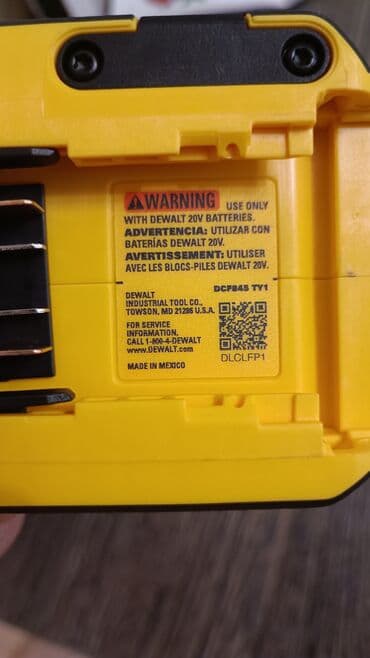 WARNING USE ONLY
WITH DEWALT 20V BATTERIES.
ADVERTENCIA: UTILIZAR CON
BATERÍAS DEWALT 20V.
AVERTISSEMENT: UTILISER
AVEC LES BLOCS-PILES DEWALT 20V.
DCF845 TY1
DEWALT
INDUSTRIAL TOOL CO.,
TOWSON, MD 21286 U.S.A.
FOR SERVICE
INFORMATION,
CALL 1-800-4-DEWALT
www.DEWALT.com
DLCLFP1
MADE IN MEXICO